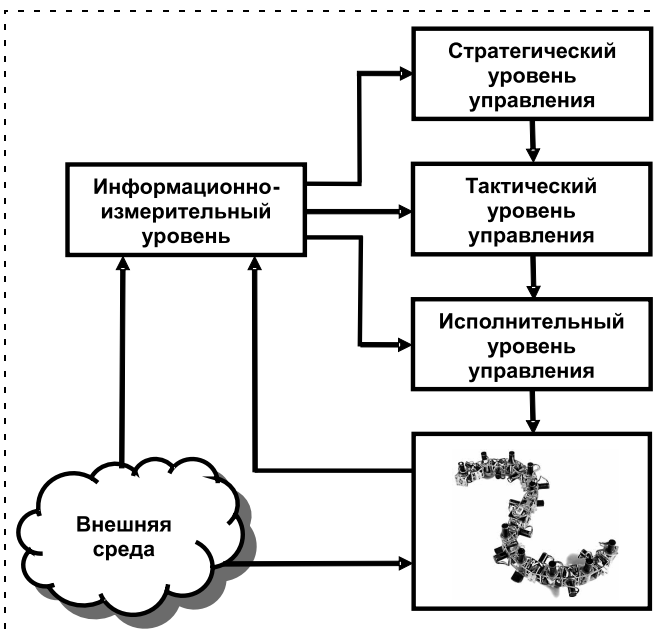 Стратегический
уровень
управления
Информационно-
измерительный
уровень
Тактический
уровень
управления
Исполнительный
уровень
управления
Внешняя
среда